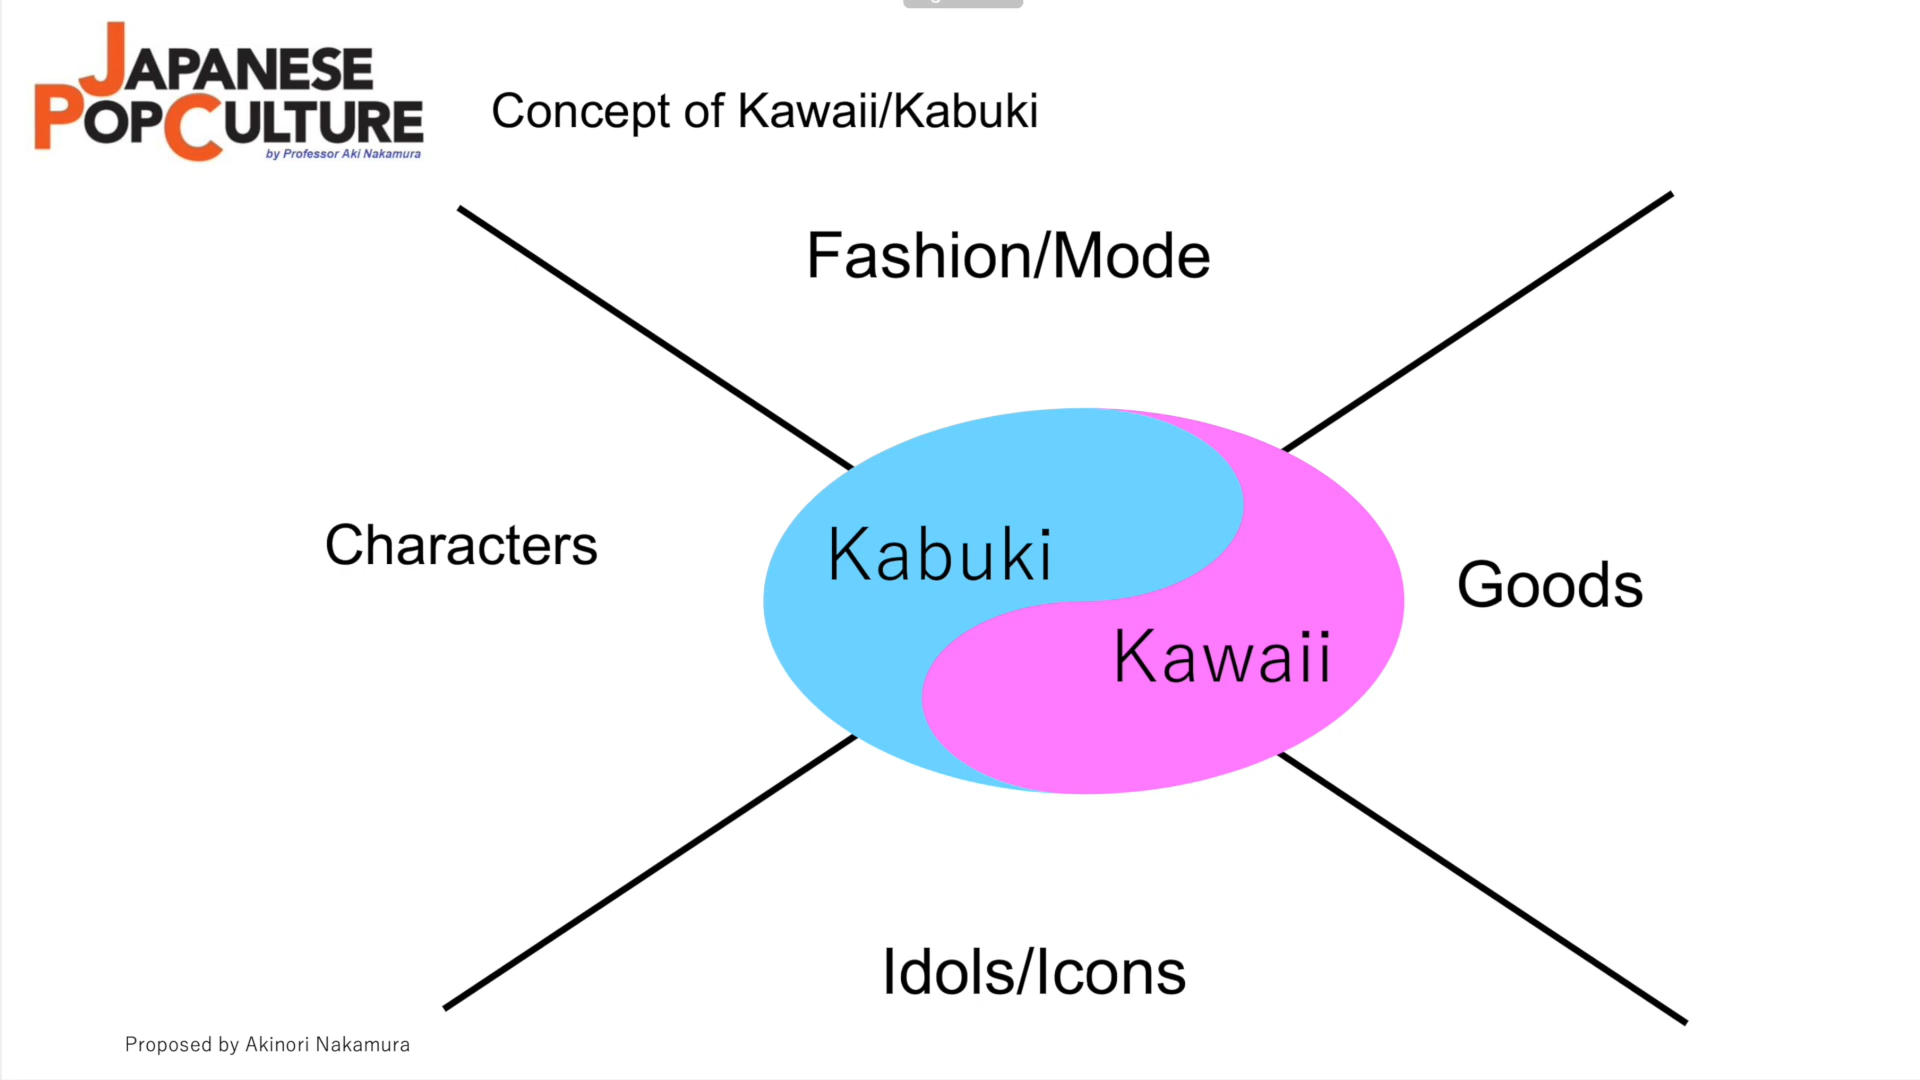 JAPANESE
POPCULTURE
by Professor Aki Nakamura
Concept of Kawaii/Kabuki
Fashion/Mode
Characters
Kabuki
Goods
Kawaii
Idols/Icons
Proposed by Akinori Nakamura